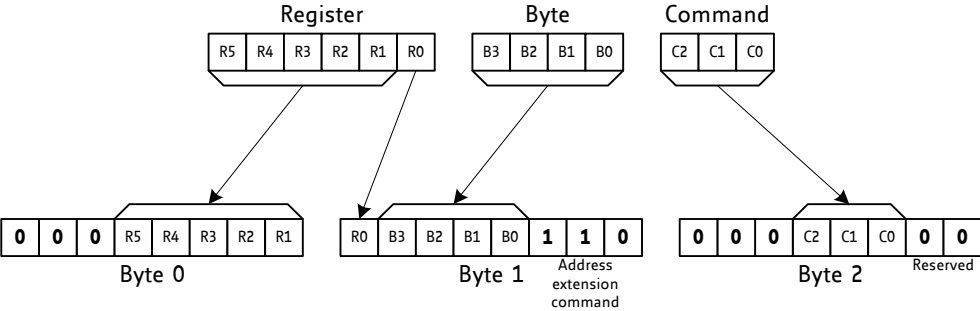 Register Byte Command
R5 R4 R3 R2 R1 R0 B3 B2 B1 B0 C2 C1 C0
0 0 0 R5 R4 R3 R2 R1 R0 B3 B2 B1 B0 1 1 0 0 0 0 C2 C1 C0 0 0
Byte 0 Byte 1 Address Byte 2 Reserved
extension
command